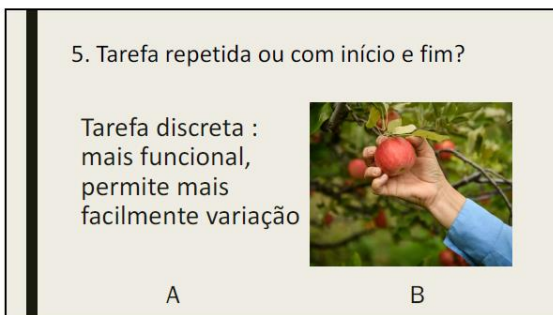 5. Tarefa repetida ou com início e fim?
Tarefa discreta :
mais funcional,
permite mais
facilmente variação
A
B